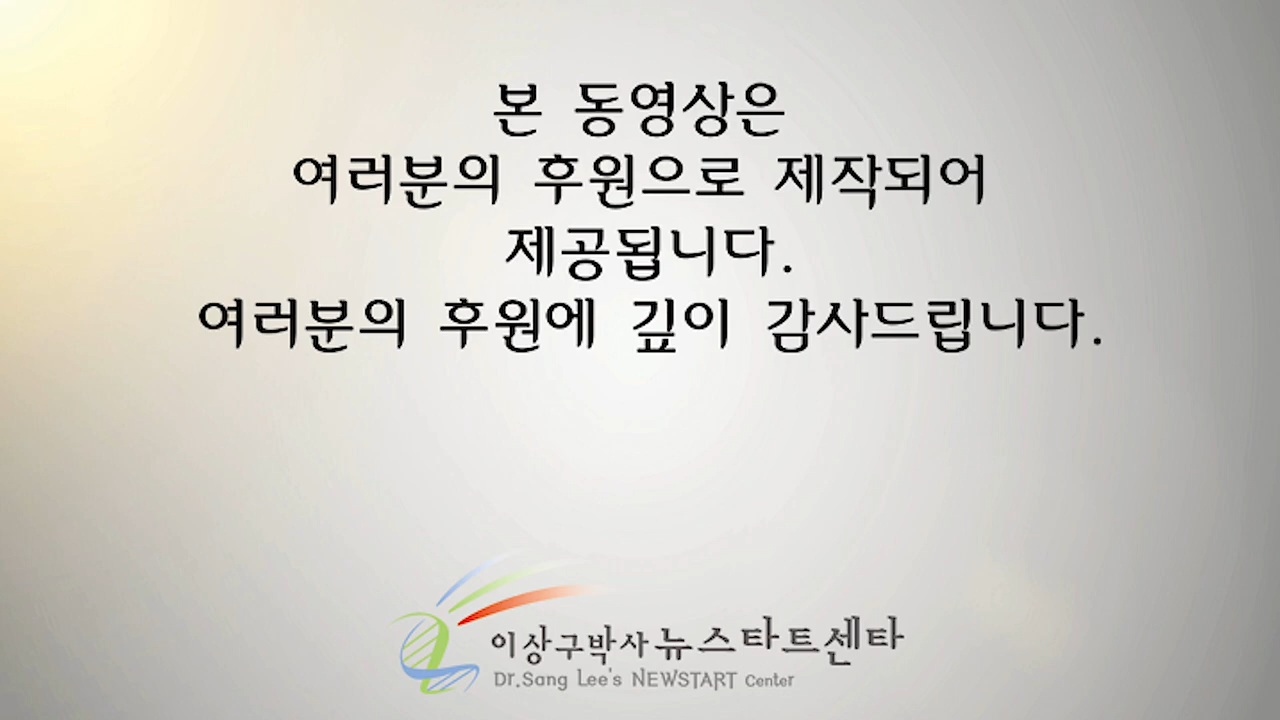 본 동영상은
여러분의 후원으로 제작되어
제공됩니다.
여러분의 후원에 깊이 감사드립니다.
이상구박사 뉴스타트센타
Dr.Sang Lee's NEWSTART Center